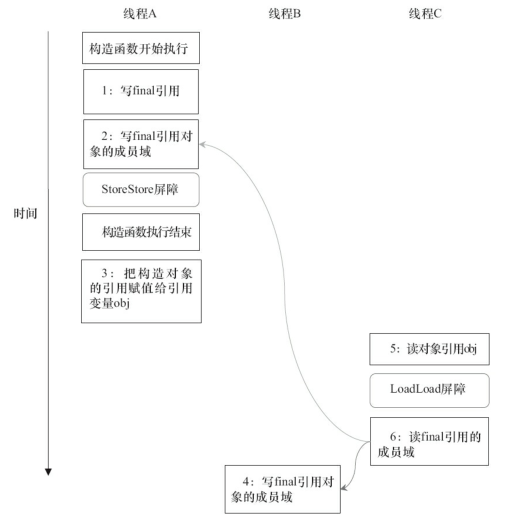 线程A
线程B
线程C
构造函数开始执行
1：写final引用
2：写final引用对
象的成员域
StoreStore屏障
时间
构造函数执行结束
3：把构造对象
的引用赋值给引用
变量obj
5：读对象引用obj
LoadLoad屏障
6：读final引用的
成员域
4：写final引用对
象的成员域